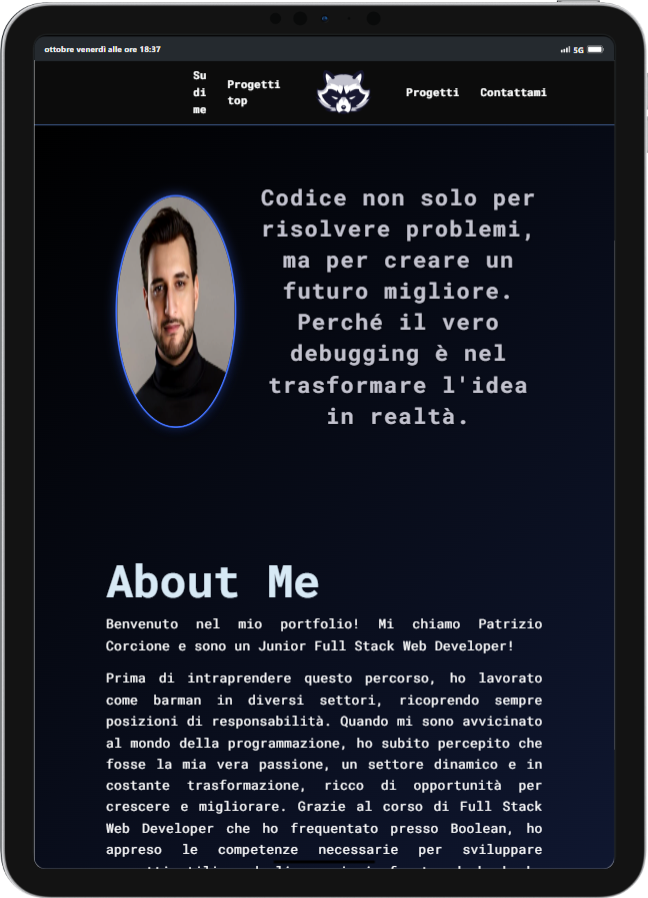 ottobre venerdì alle ore 18:37 5G
Su di me
Progetti top
Progetti
Contattami
Codice non solo per
risolvere problemi,
ma per creare un
futuro migliore.
Perché il vero
debugging è nel
trasformare l'idea
in realtà.
About Me
Benvenuto nel mio portfolio! Mi chiamo Patrizio
Corcione e sono un Junior Full Stack Web Developer!
Prima di intraprendere questo percorso, ho lavorato
come barman in diversi settori, ricoprendo sempre
posizioni di responsabilità. Quando mi sono avvicinato
al mondo della programmazione, ho subito percepito che
fosse la mia vera passione, un settore dinamico e in
costante trasformazione, ricco di opportunità per
crescere e migliorare. Grazie al corso di Full Stack
Web Developer che ho frequentato presso Boolean, ho
appreso le competenze necessarie per sviluppare